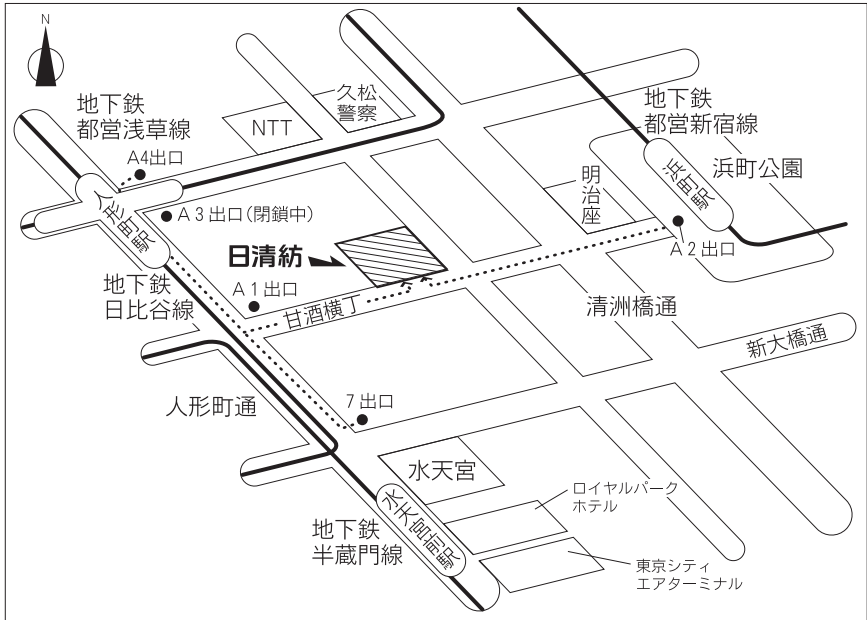 N
地下鉄
都営浅草線
A4出口
NTT
久松
警察
地下鉄
都営新宿線
浜町公園
浜町駅
明治座
A2出口
人形町駅
A3出口(閉鎖中)
日清紡
地下鉄
日比谷線
A1出口
甘酒横丁
清洲橋通
新大橋通
人形町通
7出口
水天宮
ロイヤルパーク
ホテル
水天宮前駅
地下鉄
半蔵門線
東京シティ
エアターミナル